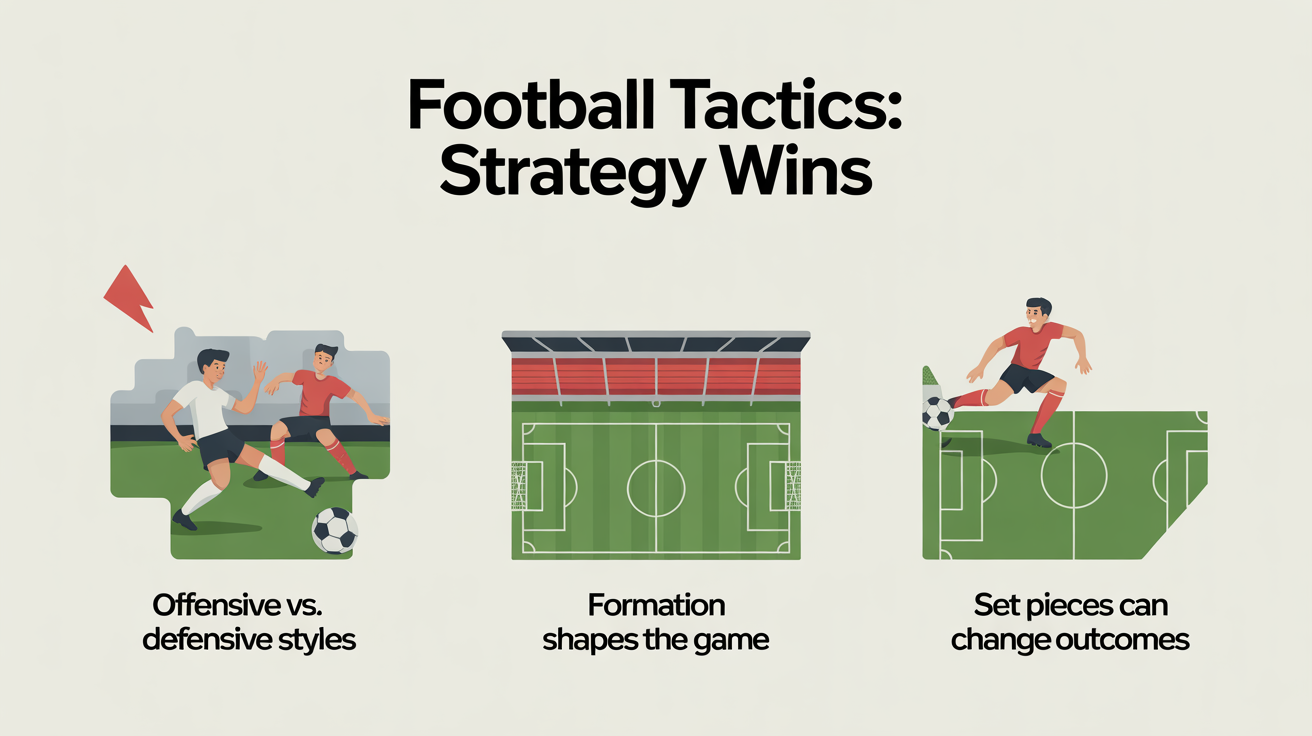 Football Tactics:
Strategy Wins
Offensive vs.
defensive styles
Formation
shapes the game
Set pieces can
change outcomes